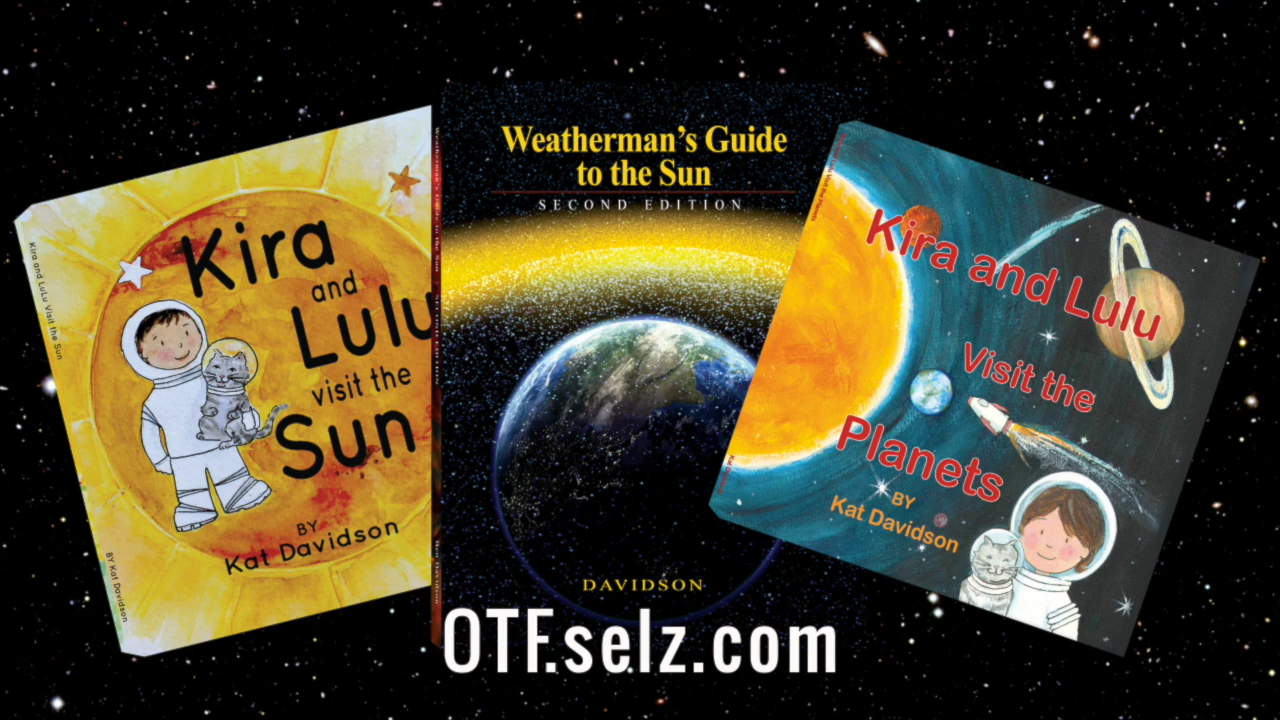 Kira
and
Lulu
visit the
Sun
BY
Kat Davidson
Kira and Lulu Visit the Sun
BY Kat Davidson
Weatherman's Guide
to the Sun
SECOND EDITION
DAVIDSON
Kira and Lulu
Visit the
Planets
BY
Kat Davidson
OTF.selz.com